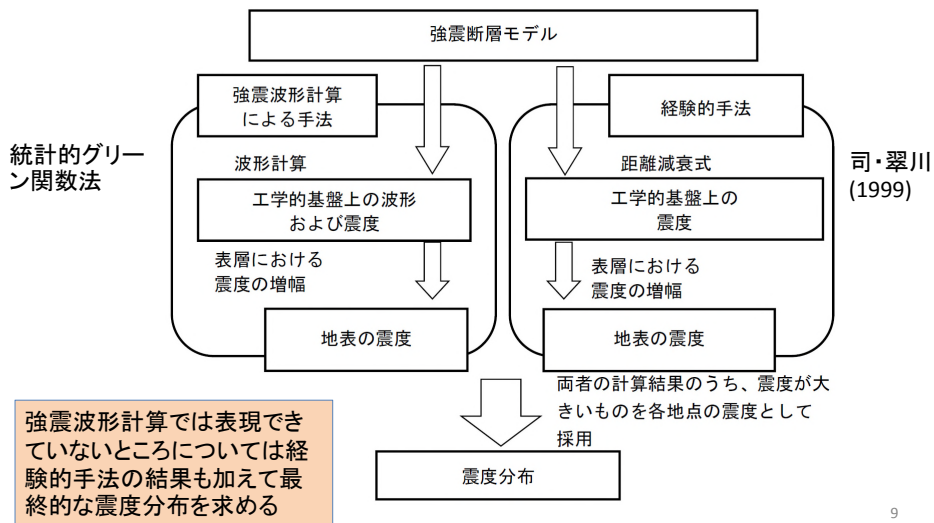 強震断層モデル
強震波形計算
による手法
経験的手法
統計的グリー
ン関数法
波形計算
距離減衰式
司・翠川
(1999)
工学的基盤上の波形
および震度
工学的基盤上の
震度
表層における
震度の増幅
表層における
震度の増幅
地表の震度
地表の震度
両者の計算結果のうち、震度が大
きいものを各地点の震度として
採用
強震波形計算では表現でき
ていないところについては経
験的手法の結果も加えて最
終的な震度分布を求める
震度分布
9